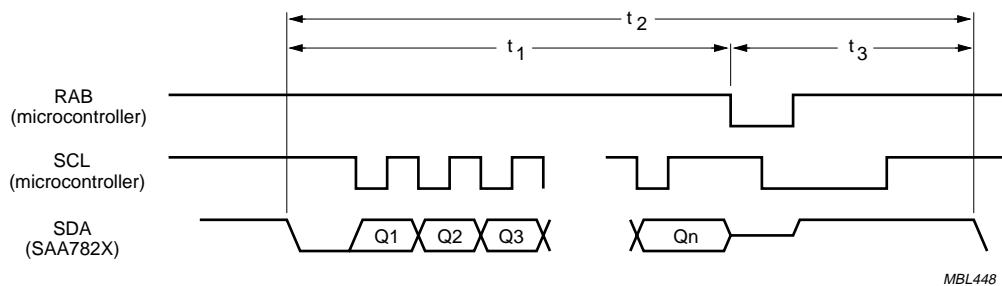 t2
t1
t3
RAB
(microcontroller)
SCL
(microcontroller)
SDA
(SAA782X)
Q1 Q2 Q3 Qn
MBL448